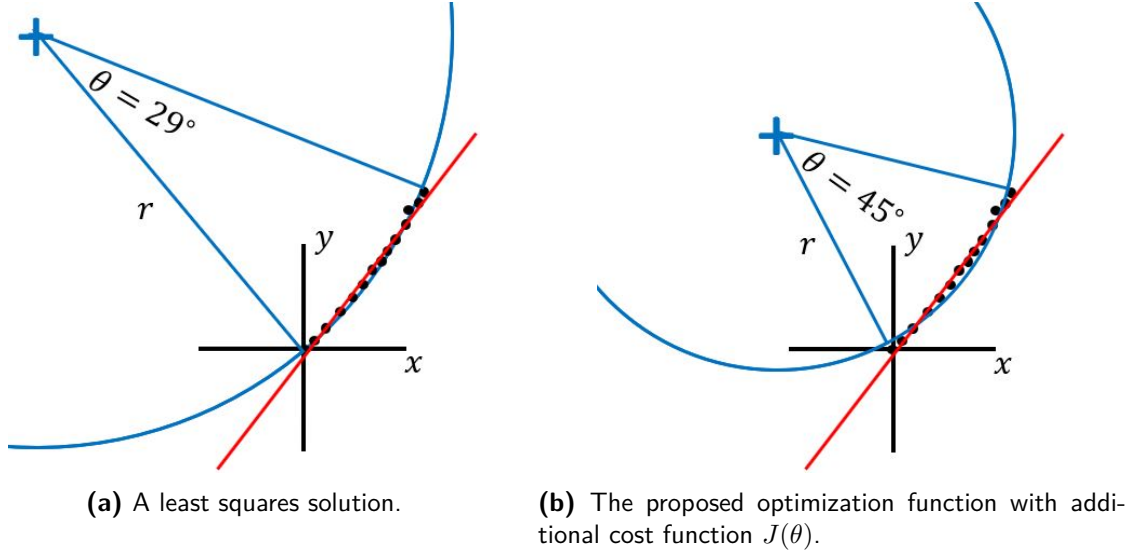 θ = 29°
r
y
x
(a) A least squares solution.
θ = 45°
r
y
x
(b) The proposed optimization function with addi-
tional cost function J(θ).